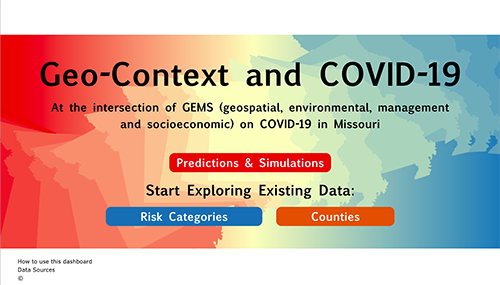 Geo-Context and COVID-19
At the intersection of GEMS (geospatial, environmental, management
and socioeconomic) on COVID-19 in Missouri
Predictions & Simulations
Start Exploring Existing Data:
Risk Categories
Counties
How to use this dashboard
Data Sources
©